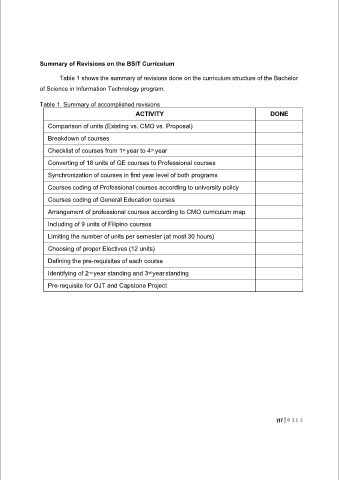 Summary of Revisions on the BSIT Curriculum
Table 1 shows the summary of revisions done on the curriculum structure of the Bachelor
of Science in Information Technology program.
Table 1. Summary of accomplished revisions
ACTIVITY DONE
Comparison of units (Existing vs. CMO vs. Proposal)
Breakdown of courses
Checklist of courses from 1st year to 4th year
Converting of 18 units of GE courses to Professional courses
Synchronization of courses in first year level of both programs
Courses coding of Professional courses according to university policy
Courses coding of General Education courses
Arrangement of professional courses according to CMO curriculum map
Including of 9 units of Filipino courses
Limiting the number of units per semester (at most 30 hours)
Choosing of proper Electives (12 units)
Defining the pre-requisites of each course
Identifying of 2nd year standing and 3rd year standing
Pre-requisite for OJT and Capstone Project
| P A G E